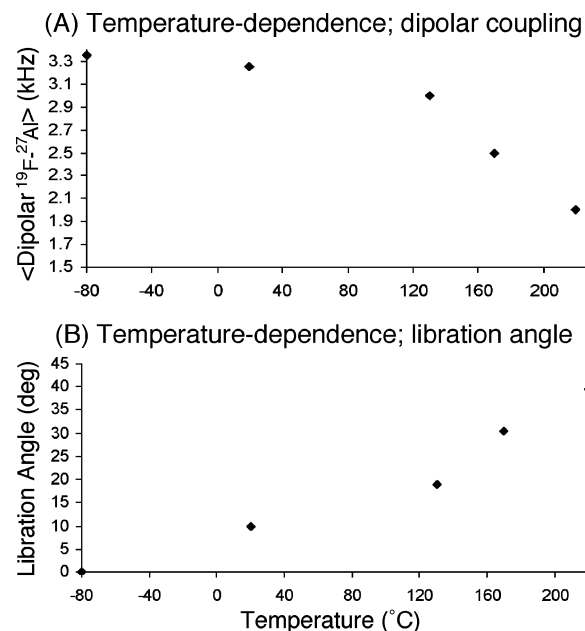 (A) Temperature-dependence; dipolar coupling
<Dipolar ¹⁹F-²⁷Al> (kHz)
3.3
3.1
2.9
2.7
2.5
2.3
2.1
1.9
1.7
1.5
-80 -40 0 40 80 120 160 200
(B) Temperature-dependence; libration angle
Libration Angle (deg)
45
40
35
30
25
20
15
10
5
0
-80 -40 0 40 80 120 160 200
Temperature (˚C)